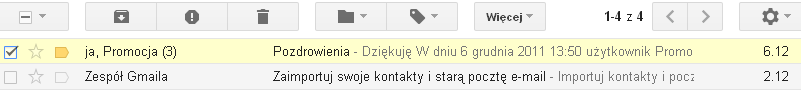 Więcej 1-4 z 4
ja, Promocja (3) Pozdrowienia - Dziękuję W dniu 6 grudnia 2011 13:50 użytkownik Promo 6.12
Zespół Gmaila Zaimportuj swoje kontakty i starą pocztę e-mail - Importuj kontakty i pocz 2.12